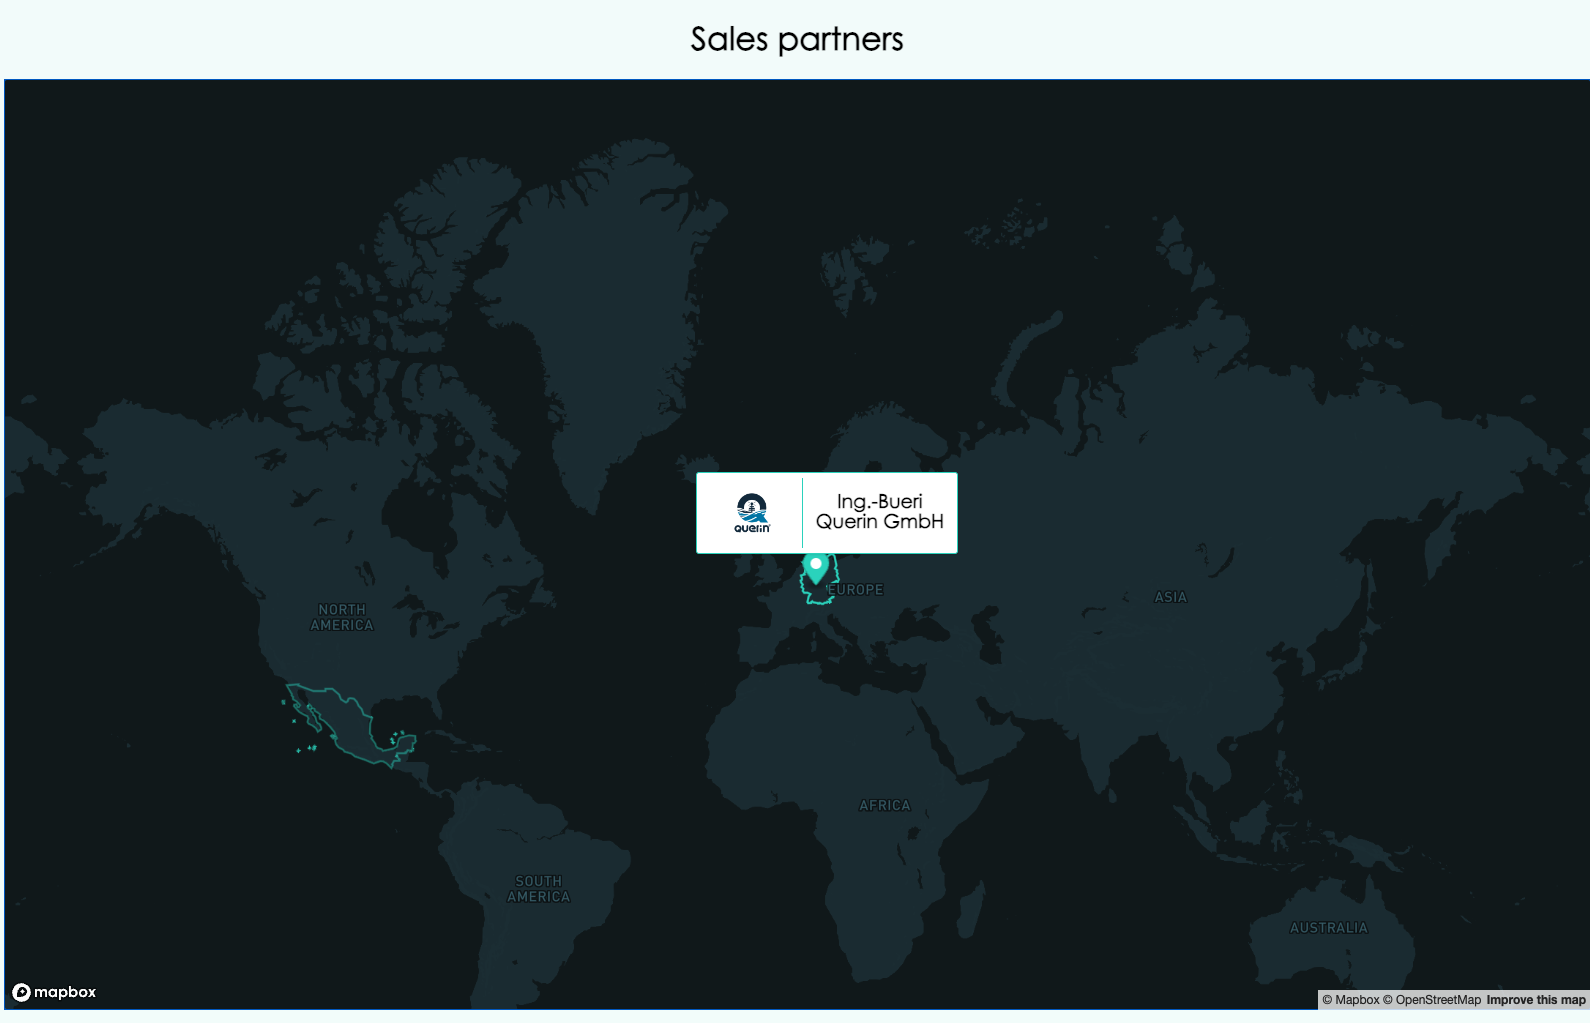 Sales partners
querin
Ing.-Bueri
Querin GmbH
EUROPE
ASIA
NORTH
AMERICA
AFRICA
SOUTH
AMERICA
AUSTRALIA
mapbox
© Mapbox © OpenStreetMap Improve this map